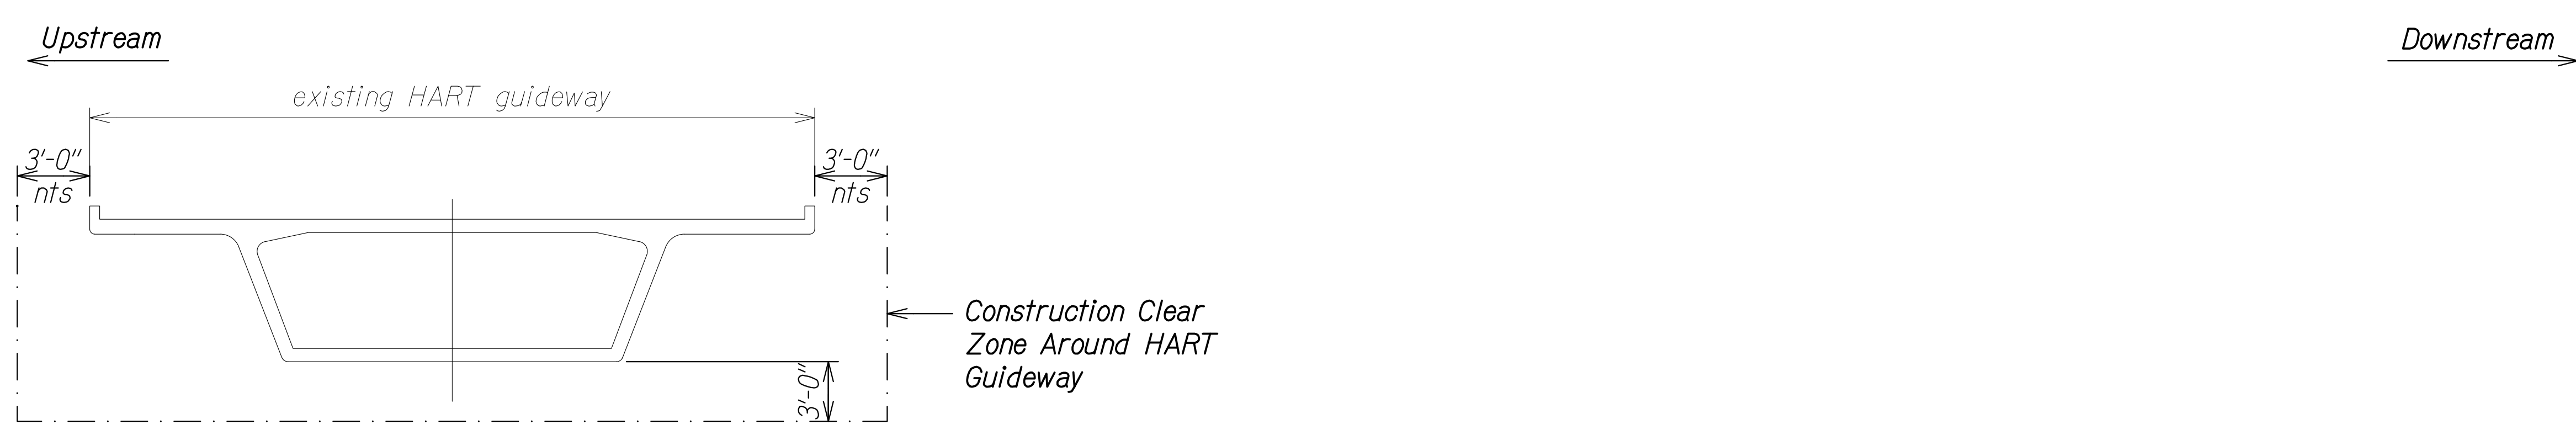 Upstream
Downstream
existing HART guideway
3'-0"
nts
3'-0"
nts
Construction Clear
Zone Around HART
Guideway
3'-0"